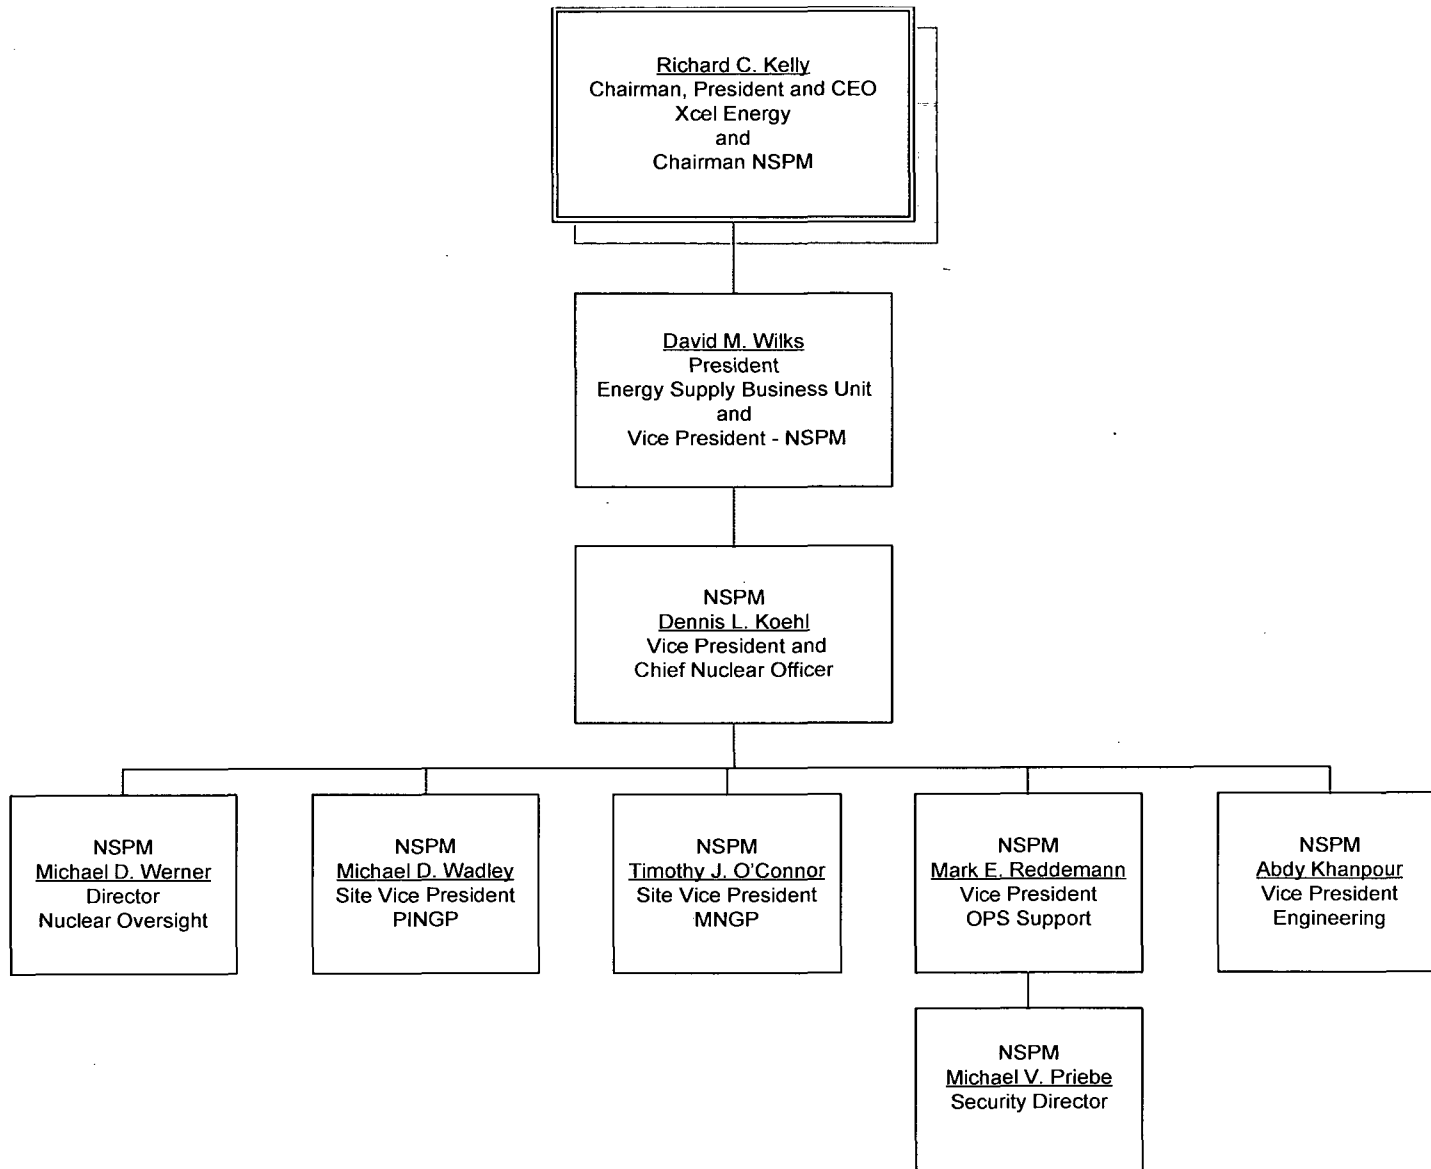 Richard C. Kelly
Chairman, President and CEO
Xcel Energy
and
Chairman NSPM
David M. Wilks
President
Energy Supply Business Unit
and
Vice President - NSPM
NSPM
Dennis L. Koehl
Vice President and
Chief Nuclear Officer
NSPM
Michael D. Werner
Director
Nuclear Oversight
NSPM
Michael D. Wadley
Site Vice President
PINGP
NSPM
Timothy J. O'Connor
Site Vice President
MNGP
NSPM
Mark E. Reddemann
Vice President
OPS Support
NSPM
Abdy Khanpour
Vice President
Engineering
NSPM
Michael V. Priebe
Security Director